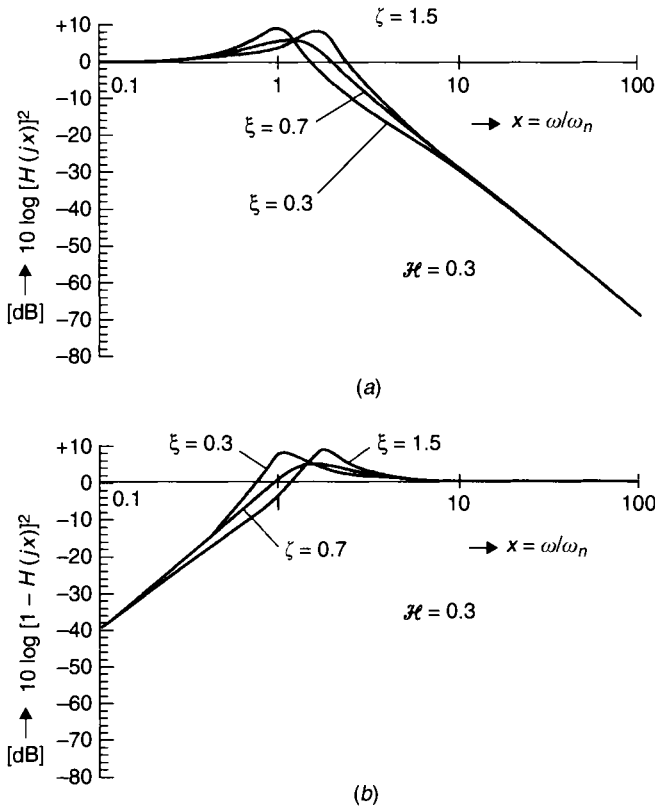 +10
0
−10
−20
−30
−40
−50
−60
−70
−80
[dB] → 10 log [H (jx)]²
ζ = 1.5
0.1
1
10
100
→ x = ω/ωₙ
ξ = 0.7
ξ = 0.3
ℋ = 0.3
(a)
+10
0
−10
−20
−30
−40
−50
−60
−70
−80
[dB] → 10 log [1 − H (jx)]²
ξ = 0.3
ξ = 1.5
0.1
1
10
100
ζ = 0.7
→ x = ω/ωₙ
ℋ = 0.3
(b)